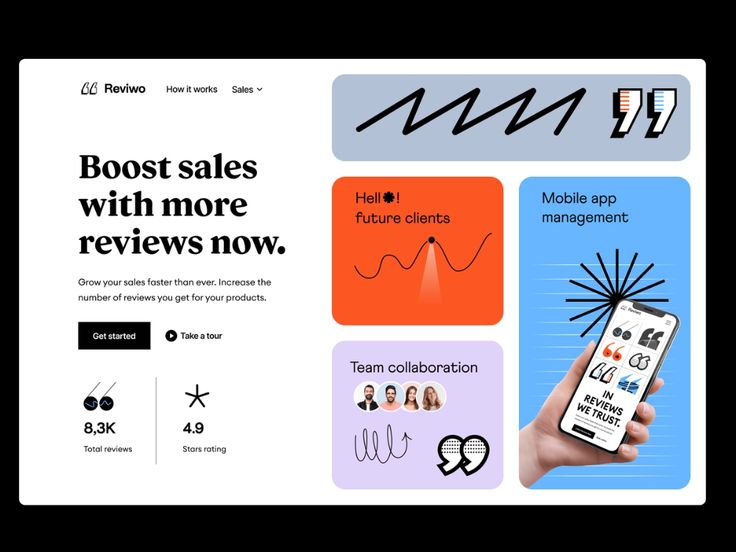 Reviwo
How it works
Sales
Boost sales
with more
reviews now.
Grow your sales faster than ever. Increase the
number of reviews you get for your products.
Get started
Take a tour
8,3K
Total reviews
4.9
Stars rating
Hell✹!
future clients
Team collaboration
Mobile app
management
Reviwo
IN
REVIEWS
WE TRUST.